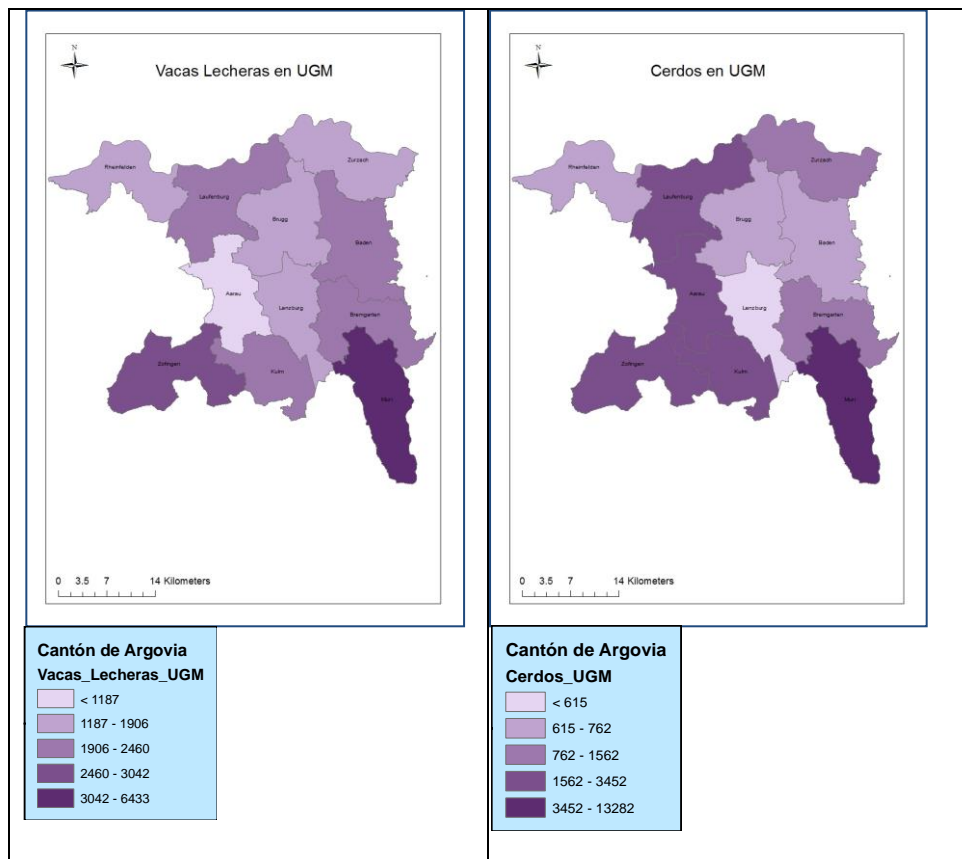 N
Vacas Lecheras en UGM
Rheinfelden
Zurzach
Laufenburg
Brugg
Baden
Aarau
Lenzburg
Bremgarten
Zofingen
Kulm
Muri
0 3.5 7 14 Kilometers
Cantón de Argovia
Vacas_Lecheras_UGM
< 1187
1187 - 1906
1906 - 2460
2460 - 3042
3042 - 6433
N
Cerdos en UGM
Rheinfelden
Zurzach
Laufenburg
Brugg
Baden
Aarau
Lenzburg
Bremgarten
Zofingen
Kulm
Muri
0 3.5 7 14 Kilometers
Cantón de Argovia
Cerdos_UGM
< 615
615 - 762
762 - 1562
1562 - 3452
3452 - 13282